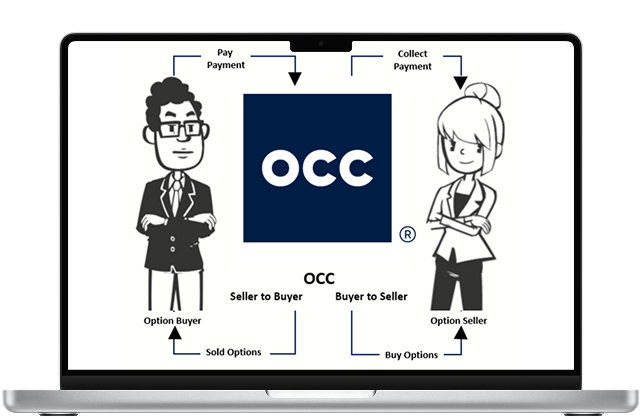 Pay
Payment
Collect
Payment
OCC
®
OCC
Seller to Buyer
Buyer to Seller
Option Buyer
Option Seller
Sold Options
Buy Options